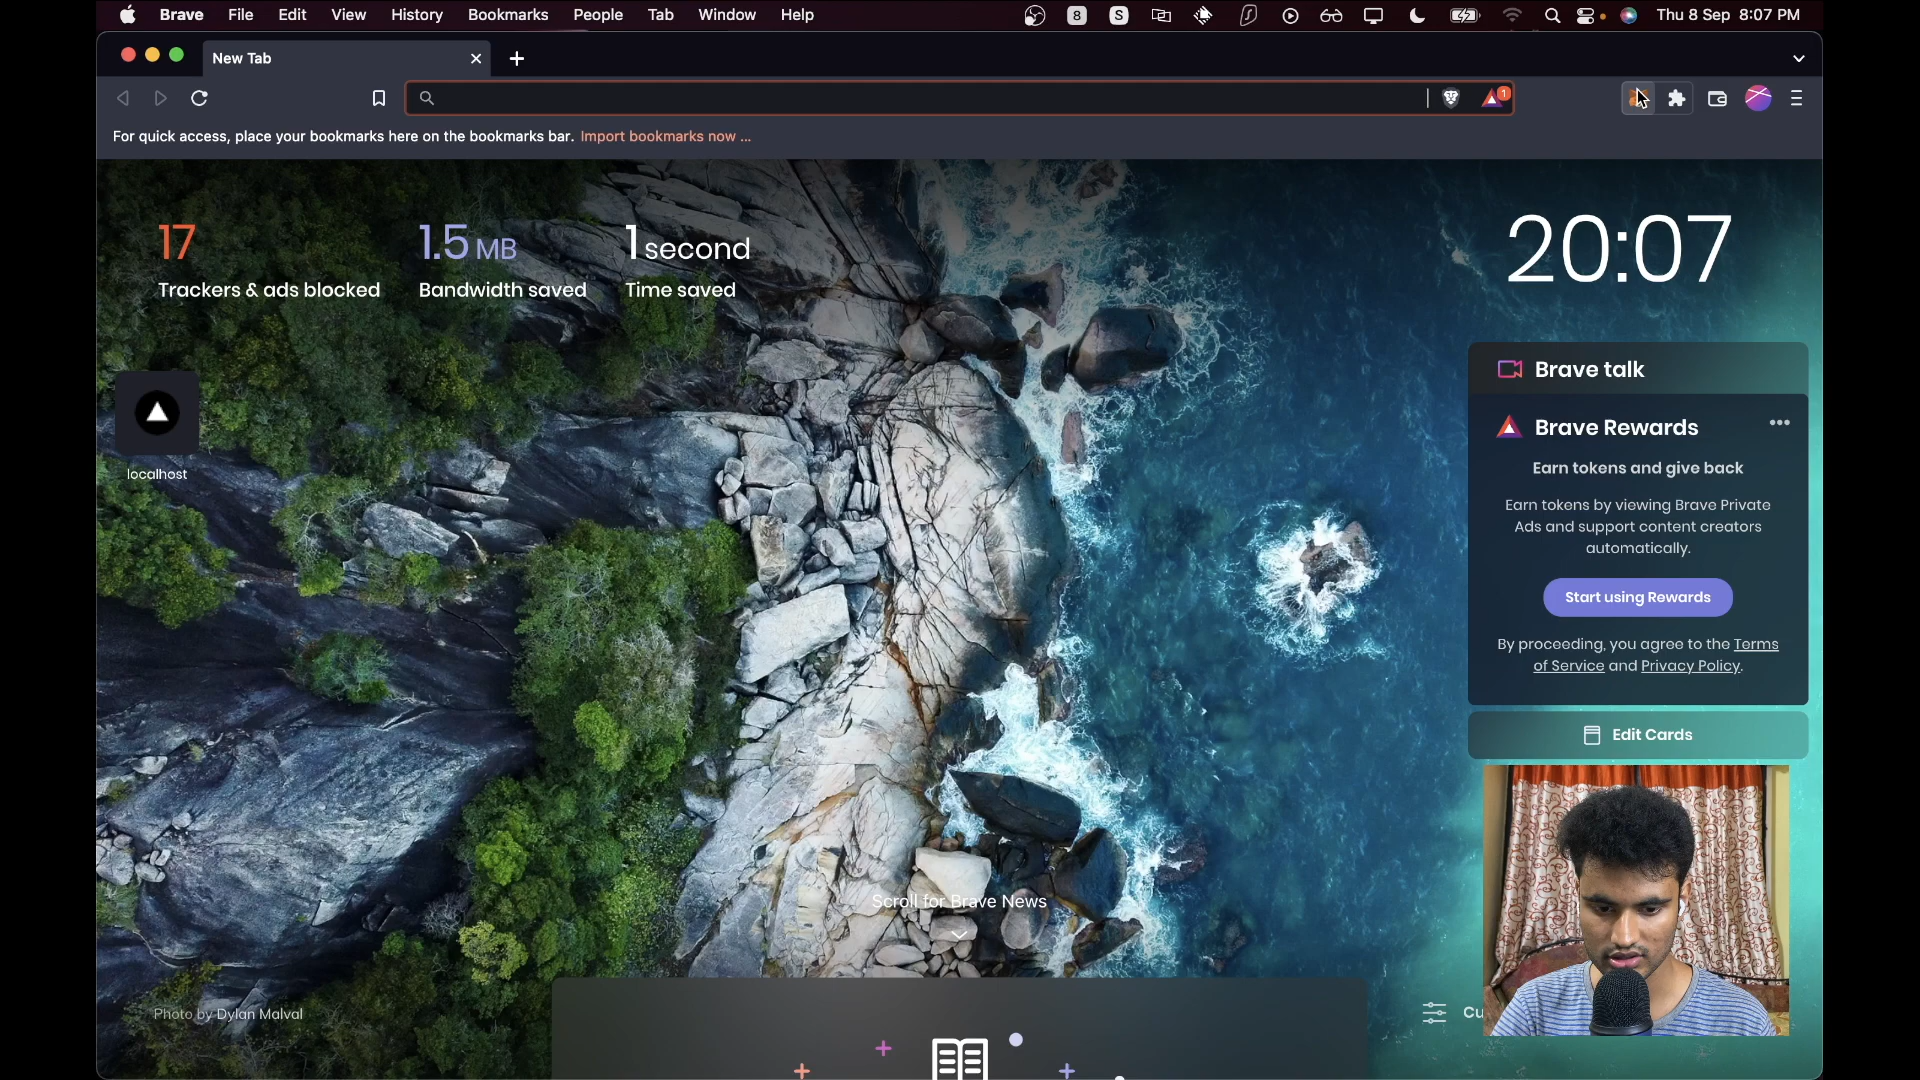 Brave File Edit View History Bookmarks People Tab Window Help
8 S Thu 8 Sep 8:07 PM
New Tab
1
For quick access, place your bookmarks here on the bookmarks bar. Import bookmarks now ...
17
Trackers & ads blocked
1.5 MB
Bandwidth saved
1 second
Time saved
20:07
localhost
Brave talk
Brave Rewards
Earn tokens and give back
Earn tokens by viewing Brave Private
Ads and support content creators
automatically.
Start using Rewards
By proceeding, you agree to the Terms
of Service and Privacy Policy.
Edit Cards
Scroll for Brave News
Photo by Dylan Malval
Cu